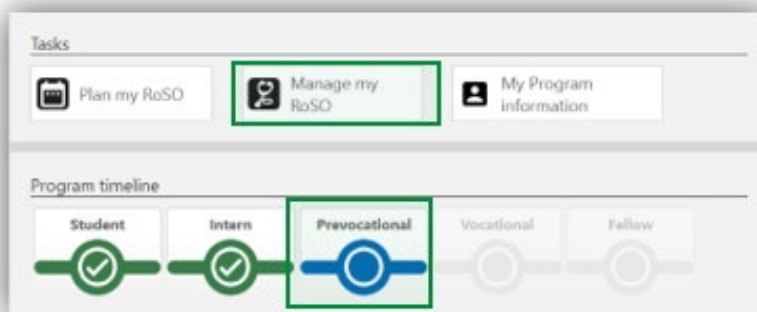 Tasks
Plan my RoSO
Manage my
RoSO
My Program
information
Program timeline
Student
Intern
Prevocational
Vocational
Fellow